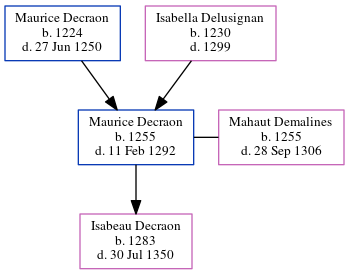 Maurice Decraon
b. 1224
d. 27 Jun 1250
Isabella Delusignan
b. 1230
d. 1299
Maurice Decraon
b. 1255
d. 11 Feb 1292
Mahaut Demalines
b. 1255
d. 28 Sep 1306
Isabeau Decraon
b. 1283
d. 30 Jul 1350